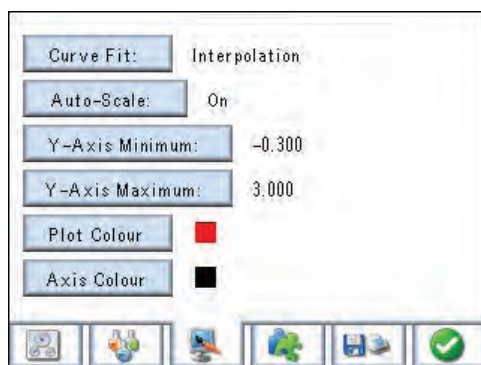 Curve Fit: Interpolation
Auto-Scale: On
Y-Axis Minimum: -0.300
Y-Axis Maximum: 3.000
Plot Colour
Axis Colour